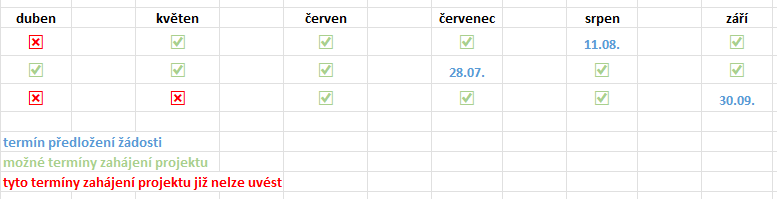 duben květen červen červenec srpen září
11.08.
28.07.
30.09.
termín předložení žádosti
možné termíny zahájení projektu
tyto termíny zahájení projektu již nelze uvést